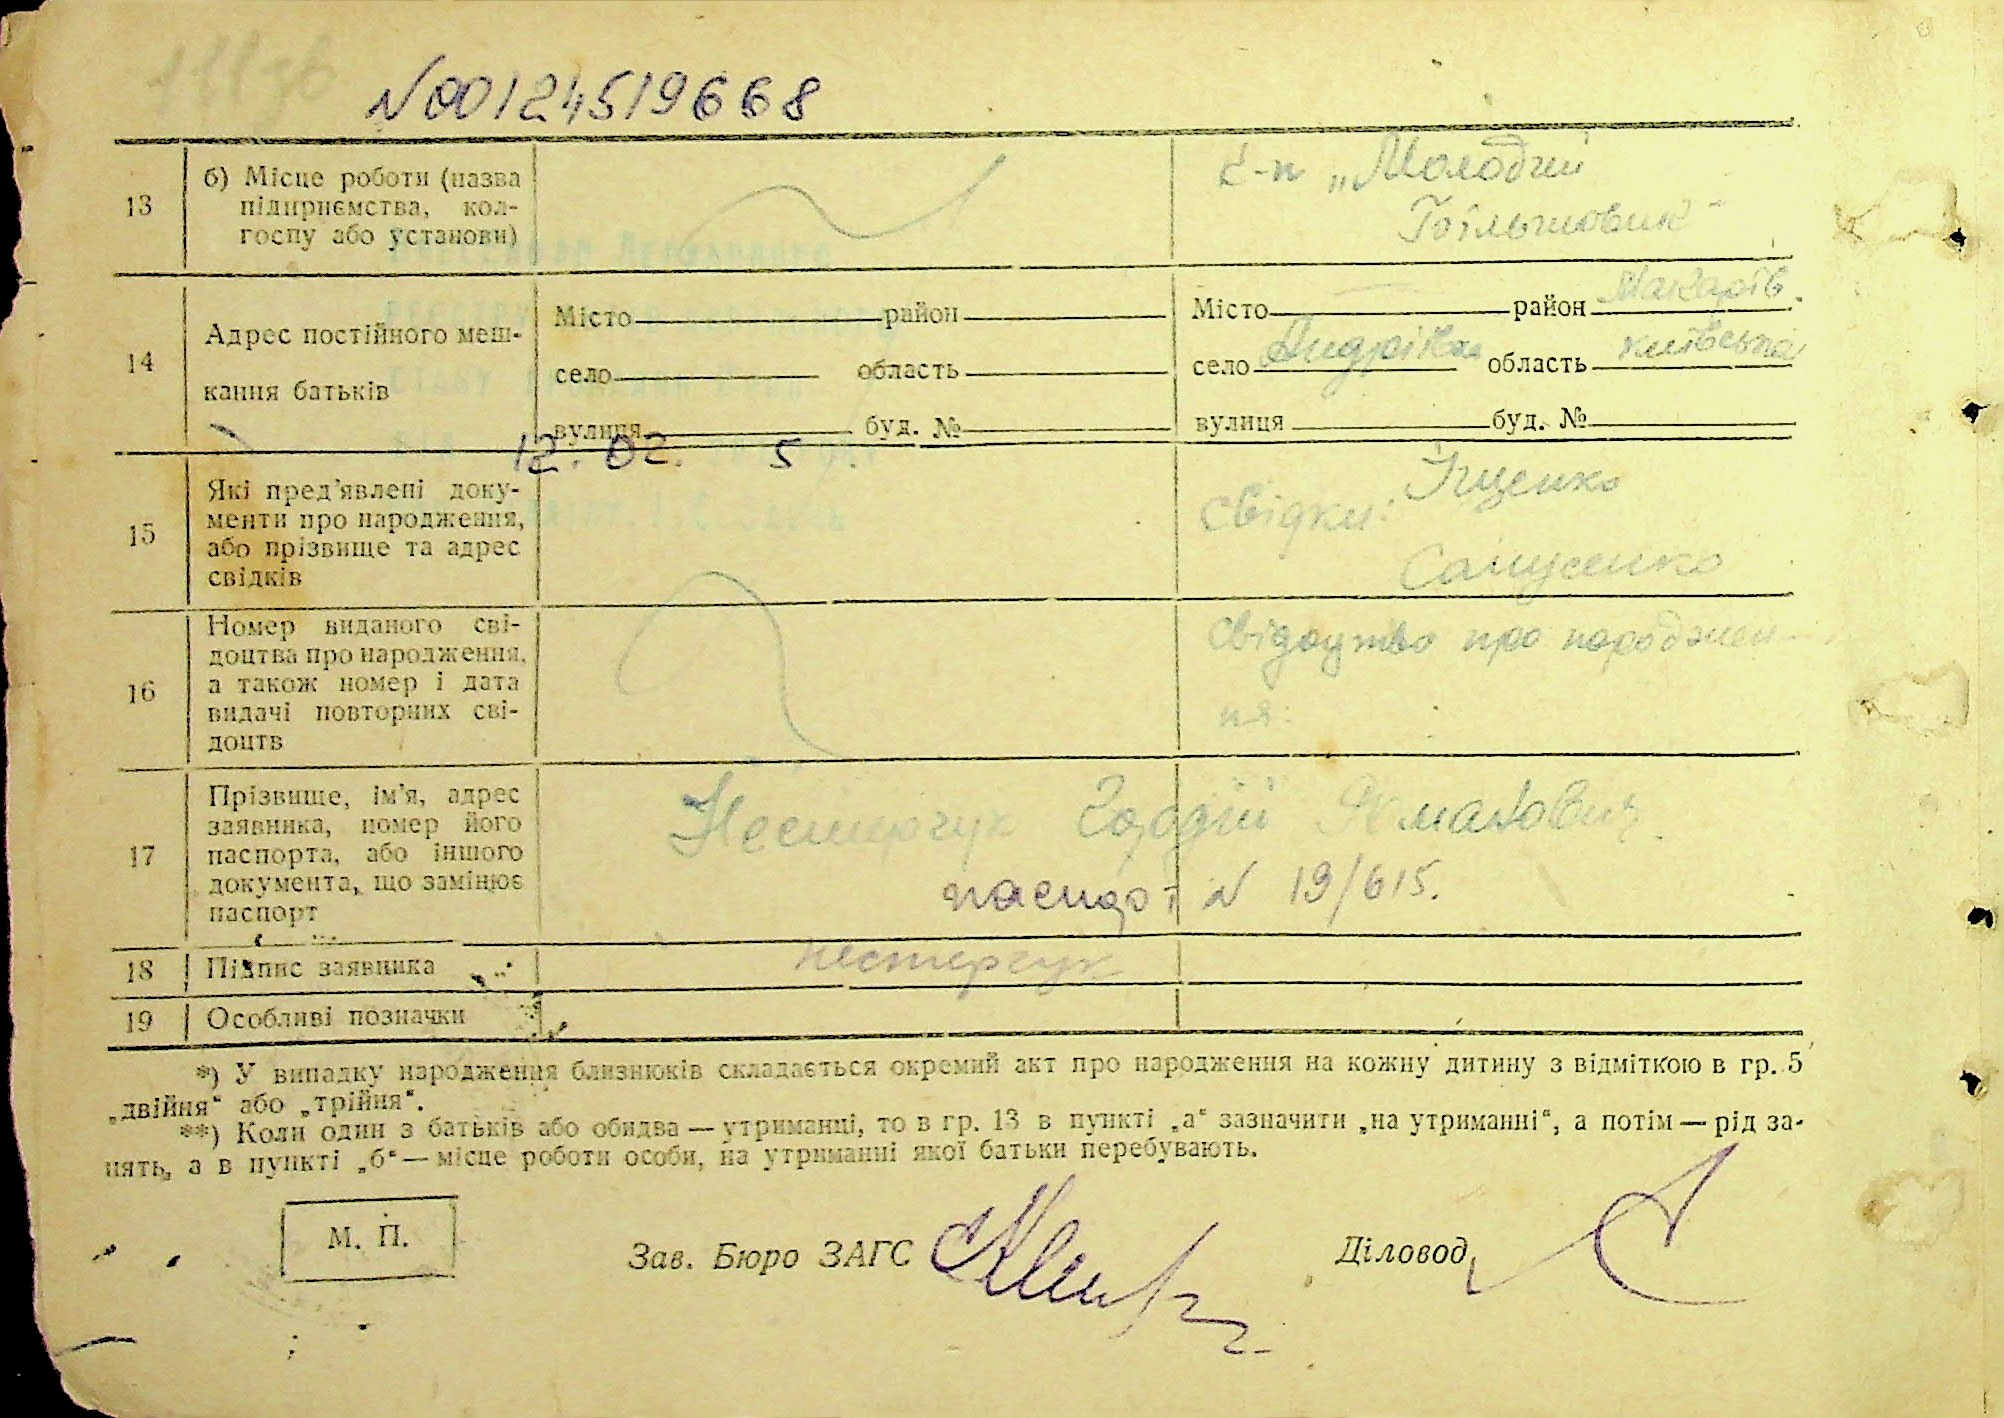 N00124519668
13 б) Місце роботи (назва
підприємства, кол-
госпу або установи)
„Молодий
Більшовик"
14 Адрес постійного меш-
кання батьків
Місто район
село область
вулиця буд. №
Місто район Макарів.
село Андріївка область київська
вулиця буд. №
12. 02. 5
15 Які пред'явлені доку-
менти про народження,
або прізвище та адрес
свідків
свідки: Іщенко
Самусенко
16 Номер виданого сві-
доцтва про народження,
а також номер і дата
видачі повторних сві-
доцтв
свідоцтво про народжен-
ня:
17 Прізвище, ім'я, адрес
заявника, номер його
паспорта, або іншого
документа, що замінює
паспорт
паспорт N 19/615.
18 Підпис заявника
Нестерчук
19 Особливі позначки
*) У випадку народження близнюків складається окремий акт про народження на кожну дитину з відміткою в гр. 5
„двійня“ або „трійня“.
**) Коли один з батьків або обидва — утриманці, то в гр. 13 в пункті „а“ зазначити „на утриманні“, а потім — рід за-
нять, а в пункті „б“ — місце роботи особи, на утриманні якої батьки перебувають.
М. П.
Зав. Бюро ЗАГС
Діловод